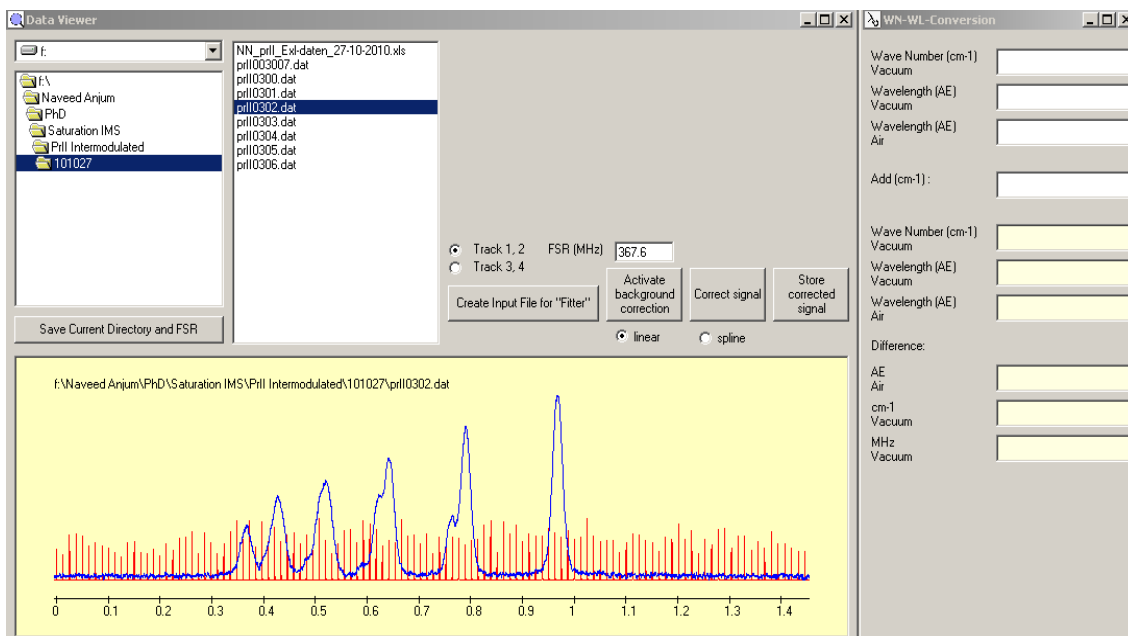 Data Viewer
f:
f:\
Naveed Anjum
PhD
Saturation IMS
PrII Intermodulated
101027
Save Current Directory and FSR
NN_prII_Exl-daten_27-10-2010.xls
prII003007.dat
prII0300.dat
prII0301.dat
prII0302.dat
prII0303.dat
prII0304.dat
prII0305.dat
prII0306.dat
Track 1, 2
FSR (MHz)
367.6
Track 3, 4
Create Input File for "Fitter"
Activate
background
correction
Correct signal
Store
corrected
signal
linear
spline
f:\Naveed Anjum\PhD\Saturation IMS\PrII Intermodulated\101027\prII0302.dat
0 0.1 0.2 0.3 0.4 0.5 0.6 0.7 0.8 0.9 1 1.1 1.2 1.3 1.4
WN-WL-Conversion
Wave Number (cm-1)
Vacuum
Wavelength (AE)
Vacuum
Wavelength (AE)
Air
Add (cm-1) :
Wave Number (cm-1)
Vacuum
Wavelength (AE)
Vacuum
Wavelength (AE)
Air
Difference:
AE
Air
cm-1
Vacuum
MHz
Vacuum